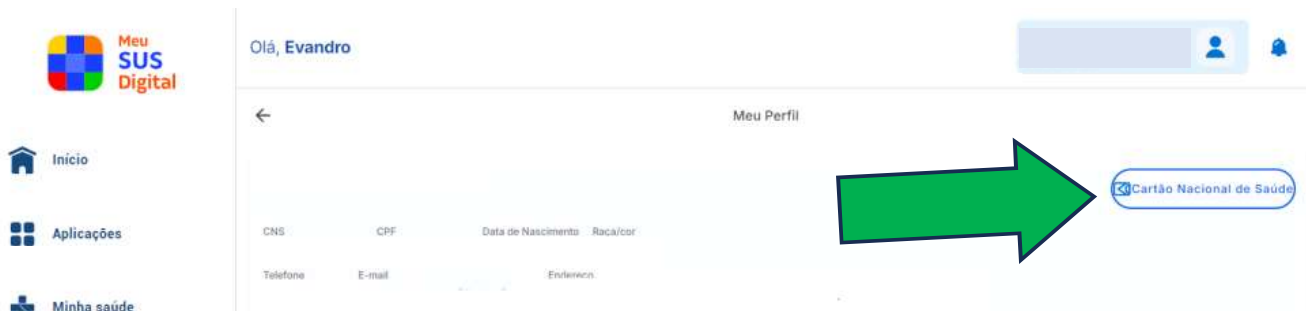 Meu
SUS
Digital
Olá, Evandro
Meu Perfil
Início
Cartão Nacional de Saúde
Aplicações
CNS CPF Data de Nascimento Raça/cor
Telefone E-mail Endereço
Minha saúde